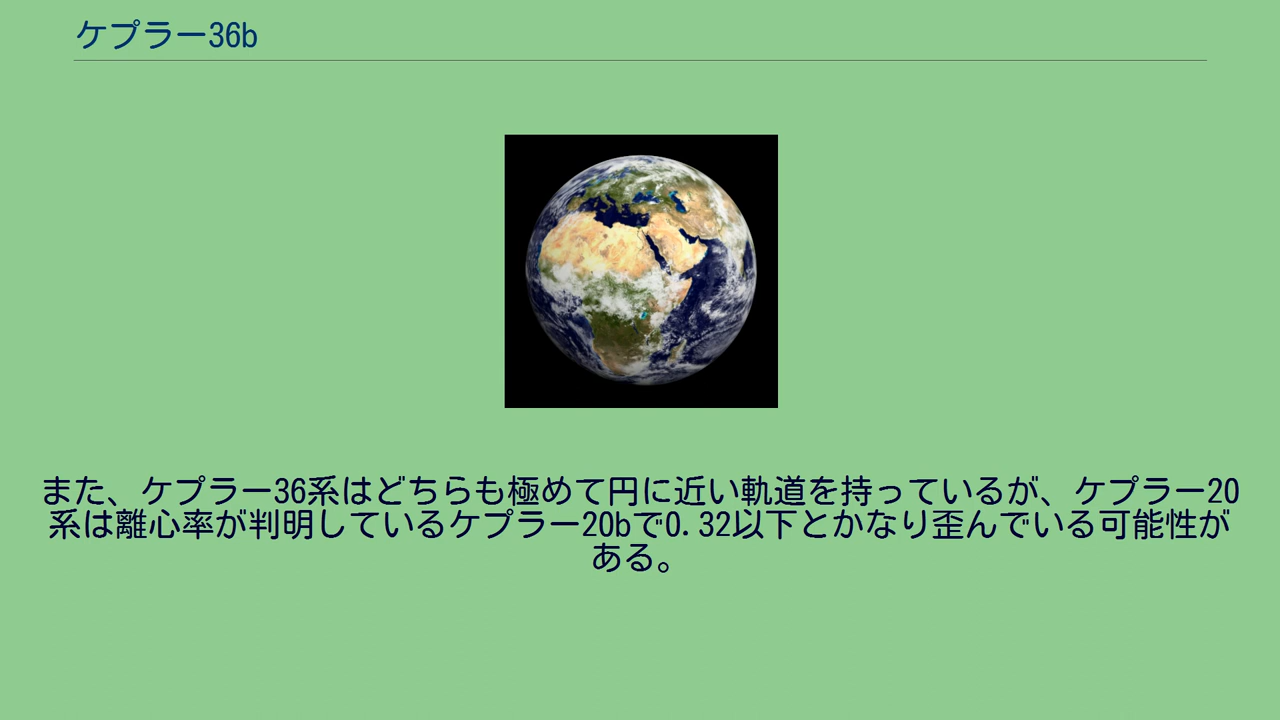 ケプラー36b
また、ケプラー36系はどちらも極めて円に近い軌道を持っているが、ケプラー20
系は離心率が判明しているケプラー20bで0.32以下とかなり歪んでいる可能性が
ある。